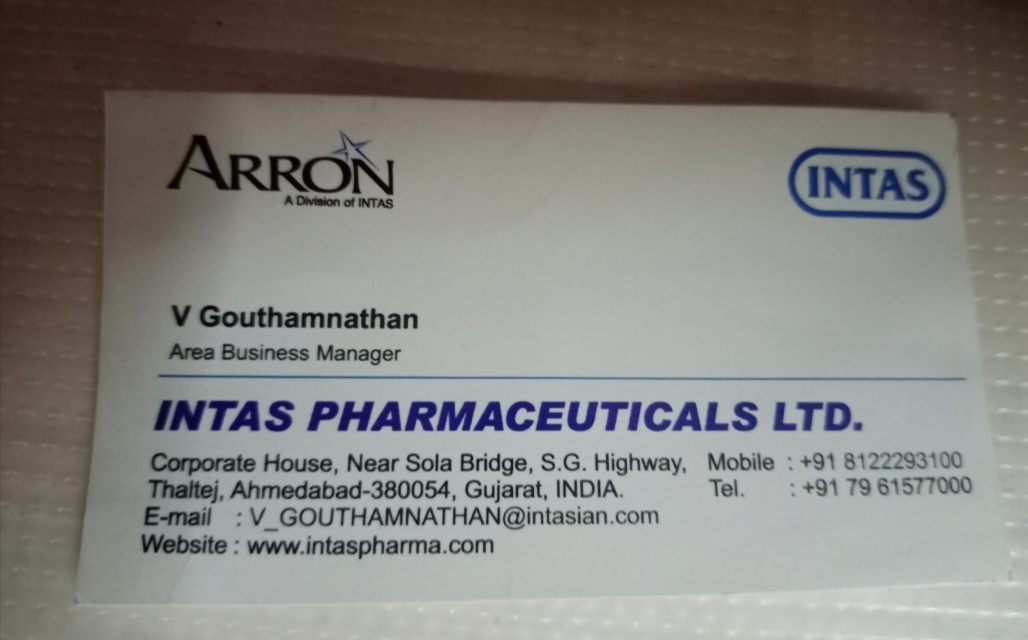 ARRON
A Division of INTAS
INTAS
V Gouthamnathan
Area Business Manager
INTAS PHARMACEUTICALS LTD.
Corporate House, Near Sola Bridge, S.G. Highway, Mobile : +91 8122293100
Thaltej, Ahmedabad-380054, Gujarat, INDIA. Tel. : +91 79 61577000
E-mail : V_GOUTHAMNATHAN@intasian.com
Website : www.intaspharma.com